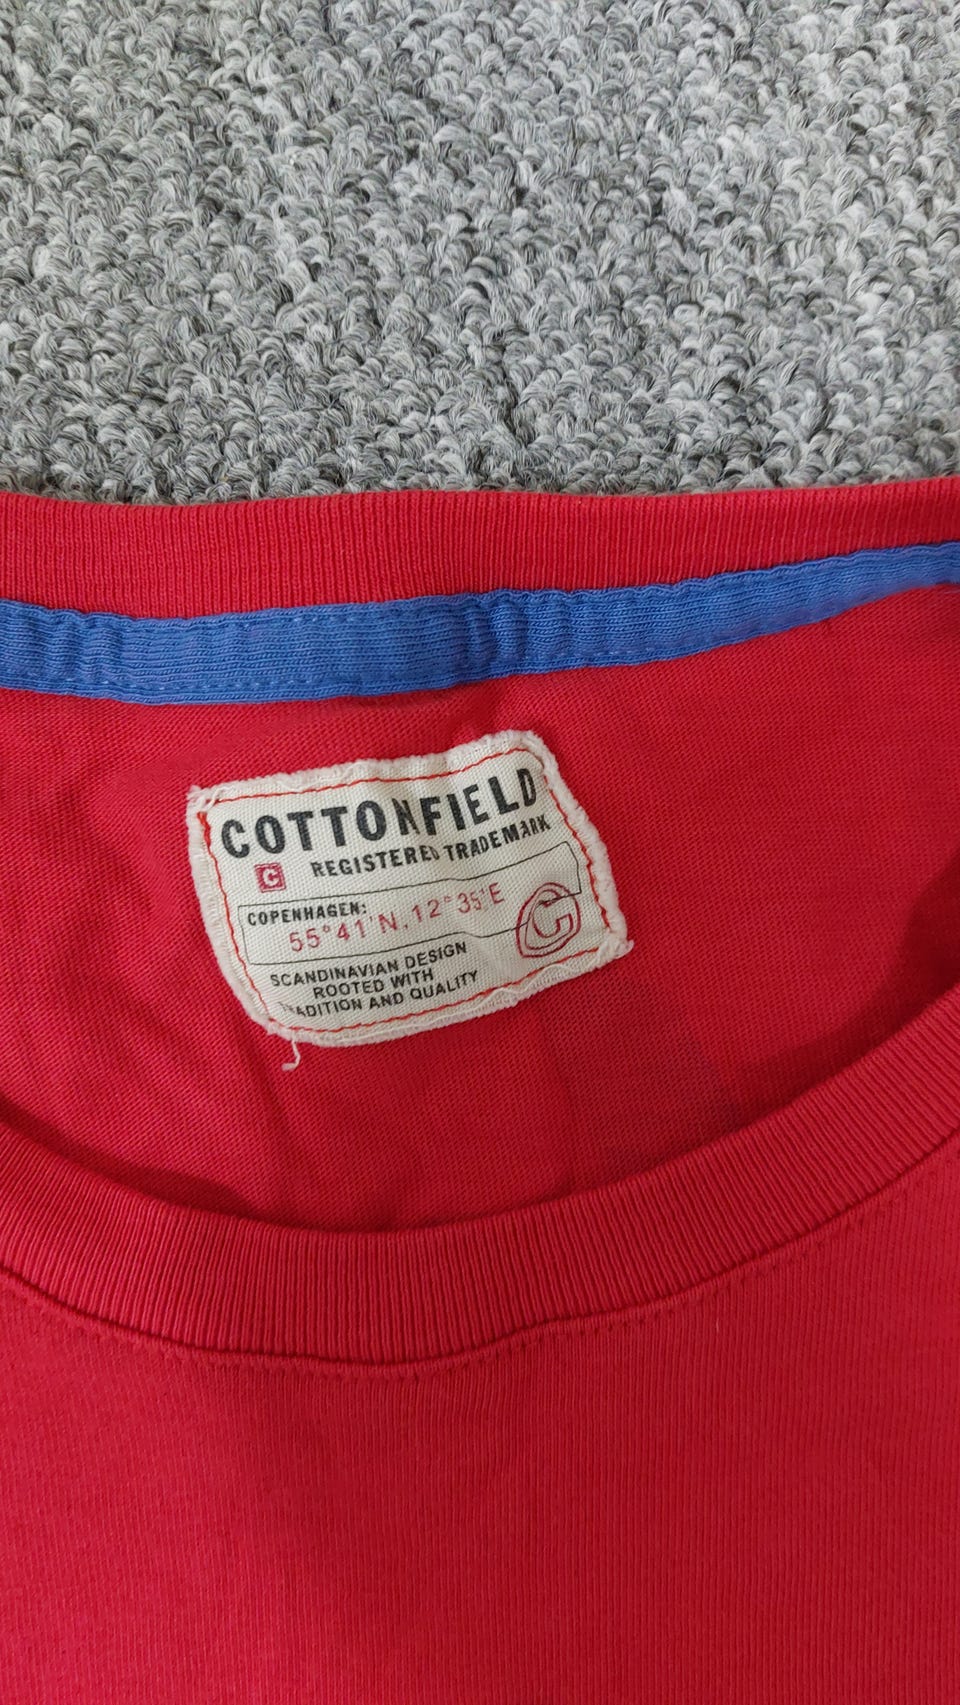 COTTONFIELD
C REGISTERED TRADEMARK
COPENHAGEN:
55°41'N, 12°35'E
C
SCANDINAVIAN DESIGN
ROOTED WITH
TRADITION AND QUALITY